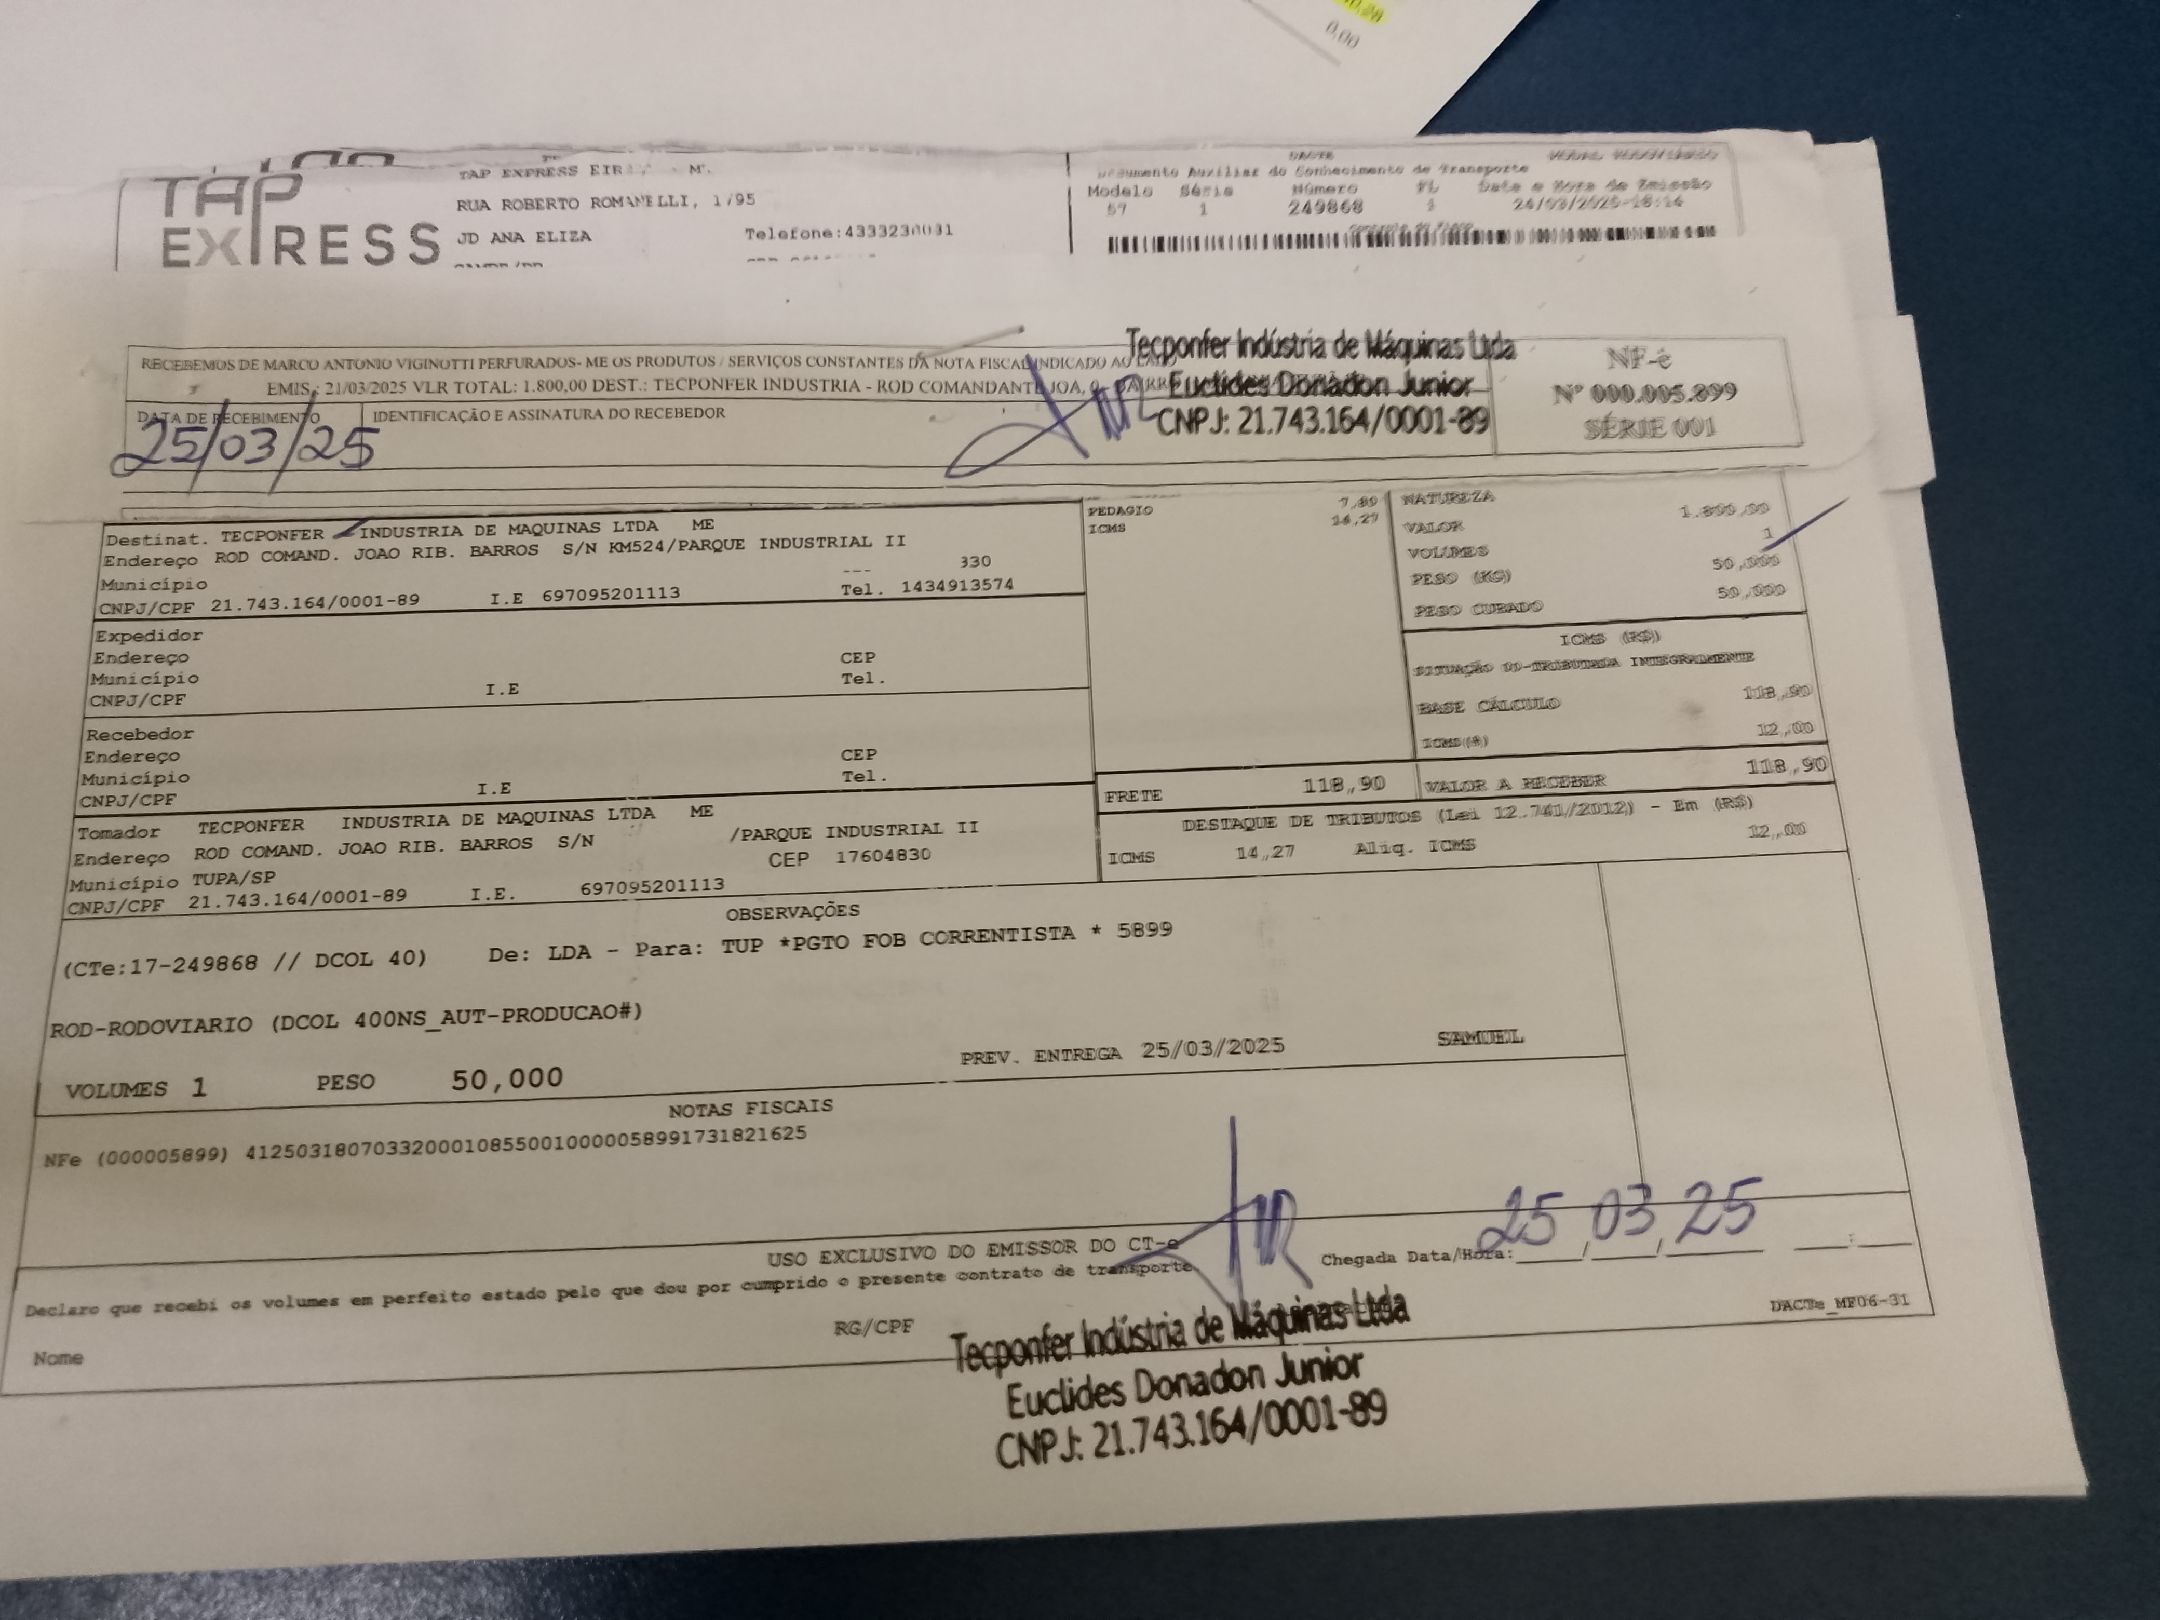 0,00
TAP EXPRESS
TAP EXPRESS
RUA ROBERTO ROMANELLI, 1795
JD ANA ELIZA Telefone:4333230031
DACTE
Documento Auxiliar do Conhecimento de Transporte
Modelo Série Número FL Data e Hora de Emissão
57 1 249868 1 24/03/2025-18:14
RECEBEMOS DE MARCO ANTONIO VIGINOTTI PERFURADOS- ME OS PRODUTOS / SERVIÇOS CONSTANTES DA NOTA FISCAL INDICADO AO LADO
EMIS.: 21/03/2025 VLR TOTAL: 1.800,00 DEST.: TECPONFER INDUSTRIA - ROD COMANDANTE JOA, 0
DATA DE RECEBIMENTO IDENTIFICAÇÃO E ASSINATURA DO RECEBEDOR
25/03/25
Tecponfer Indústria de Máquinas Ltda
Euclides Donadon Junior
CNPJ: 21.743.164/0001-89
NF-e
Nº 000.005.899
SÉRIE 001
Destinat. TECPONFER INDUSTRIA DE MAQUINAS LTDA ME
Endereço ROD COMAND. JOAO RIB. BARROS S/N KM524/PARQUE INDUSTRIAL II
Município 330
CNPJ/CPF 21.743.164/0001-89 I.E 697095201113 Tel. 1434913574
PEDAGIO 7,80
ICMS 14,27
NATUREZA
VALOR 1.800,00
VOLUMES 1
PESO (KG) 50,000
PESO CUBADO 50,000
Expedidor
Endereço CEP
Município Tel.
CNPJ/CPF I.E
ICMS (R$)
SITUAÇÃO 00-TRIBUTADA INTEGRALMENTE
BASE CÁLCULO 118,90
ICMS(%) 12,00
Recebedor
Endereço CEP
Município Tel.
CNPJ/CPF I.E
FRETE 118,90 VALOR A RECEBER 118,90
Tomador TECPONFER INDUSTRIA DE MAQUINAS LTDA ME
Endereço ROD COMAND. JOAO RIB. BARROS S/N /PARQUE INDUSTRIAL II
Município TUPA/SP CEP 17604830
CNPJ/CPF 21.743.164/0001-89 I.E. 697095201113
DESTAQUE DE TRIBUTOS (Lei 12.741/2012) - Em (R$)
ICMS 14,27 Aliq. ICMS 12,00
OBSERVAÇÕES
(CTe:17-249868 // DCOL 40) De: LDA - Para: TUP *PGTO FOB CORRENTISTA * 5899
ROD-RODOVIARIO (DCOL 400NS_AUT-PRODUCAO#)
VOLUMES 1 PESO 50,000 PREV. ENTREGA 25/03/2025 SAMUEL
NOTAS FISCAIS
NFe (000005899) 41250318070332000108550010000058991731821625
USO EXCLUSIVO DO EMISSOR DO CT-e
Chegada Data/Hora: 25/03/25 :
Declaro que recebi os volumes em perfeito estado pelo que dou por cumprido o presente contrato de transporte.
Nome RG/CPF
DACTe_MF06-31
Tecponfer Indústria de Máquinas Ltda
Euclides Donadon Junior
CNPJ: 21.743.164/0001-89